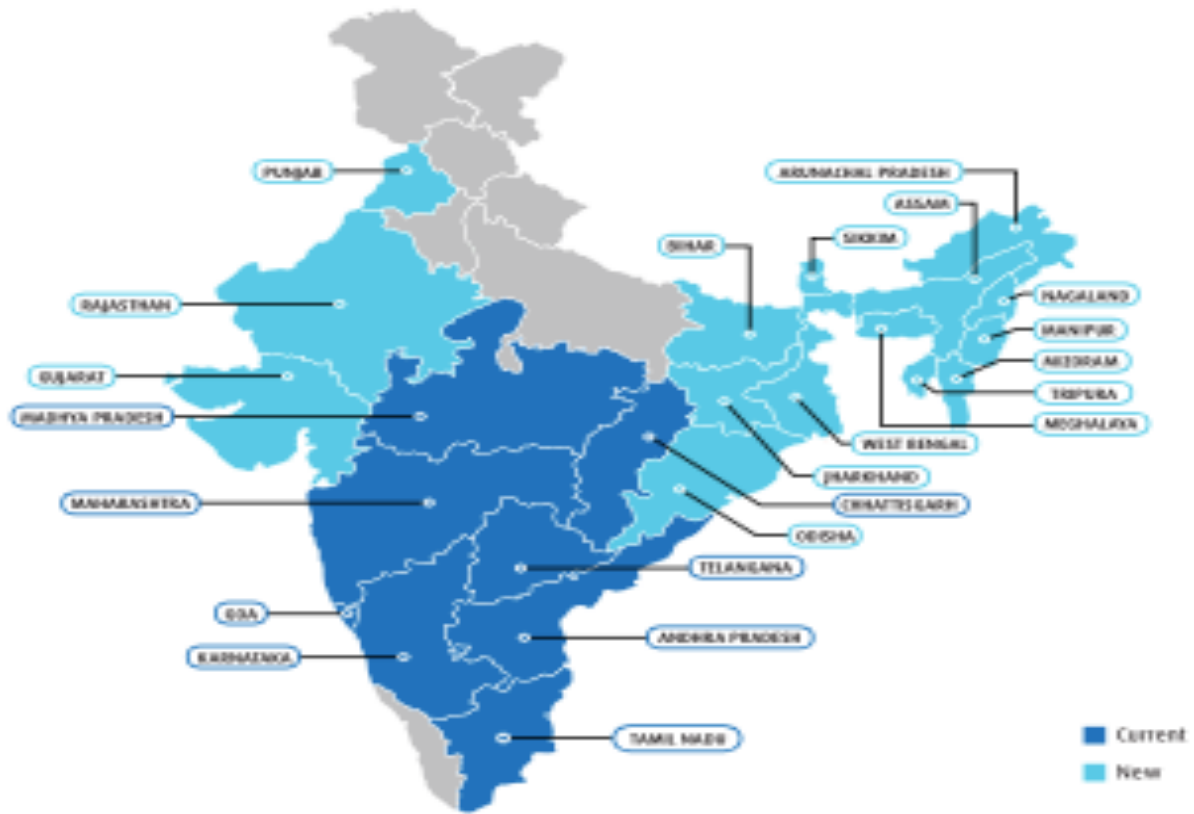 PUNJAB
ARUNACHAL PRADESH
ASSAM
SIKKIM
BIHAR
RAJASTHAN
NAGALAND
MANIPUR
MIZORAM
GUJARAT
TRIPURA
MADHYA PRADESH
MEGHALAYA
WEST BENGAL
JHARKHAND
MAHARASHTRA
CHHATTISGARH
ODISHA
TELANGANA
GOA
ANDHRA PRADESH
KARNATAKA
TAMIL NADU
Current
New